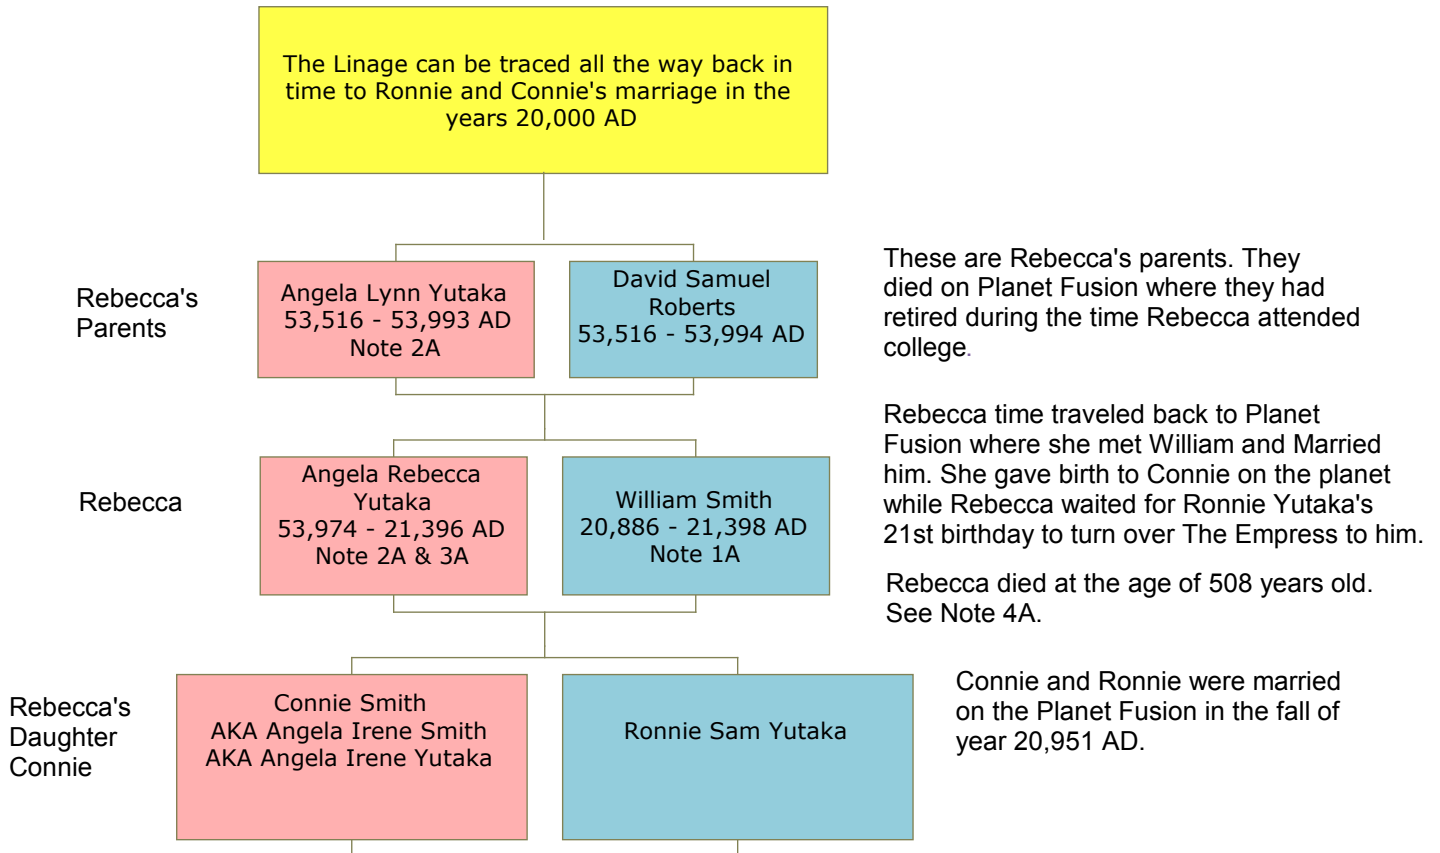 The Linage can be traced all the way back in
time to Ronnie and Connie's marriage in the
years 20,000 AD
Rebecca's
Parents
Angela Lynn Yutaka
53,516 - 53,993 AD
Note 2A
David Samuel
Roberts
53,516 - 53,994 AD
These are Rebecca's parents. They
died on Planet Fusion where they had
retired during the time Rebecca attended
college.
Rebecca
Angela Rebecca
Yutaka
53,974 - 21,396 AD
Note 2A & 3A
William Smith
20,886 - 21,398 AD
Note 1A
Rebecca time traveled back to Planet
Fusion where she met William and Married
him. She gave birth to Connie on the planet
while Rebecca waited for Ronnie Yutaka's
21st birthday to turn over The Empress to him.
Rebecca died at the age of 508 years old.
See Note 4A.
Rebecca's
Daughter
Connie
Connie Smith
AKA Angela Irene Smith
AKA Angela Irene Yutaka
Ronnie Sam Yutaka
Connie and Ronnie were married
on the Planet Fusion in the fall of
year 20,951 AD.